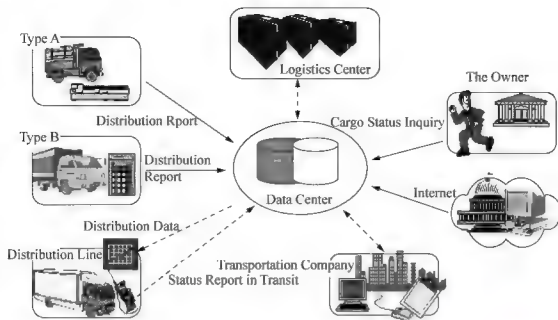 Type A
Logistics Center
The Owner
Distribution Rport
Cargo Status Inquiry
Type B
Distribution
Report
Data Center
Internet
Distribution Data
Distribution Line
Transportation Company
Status Report in Transit